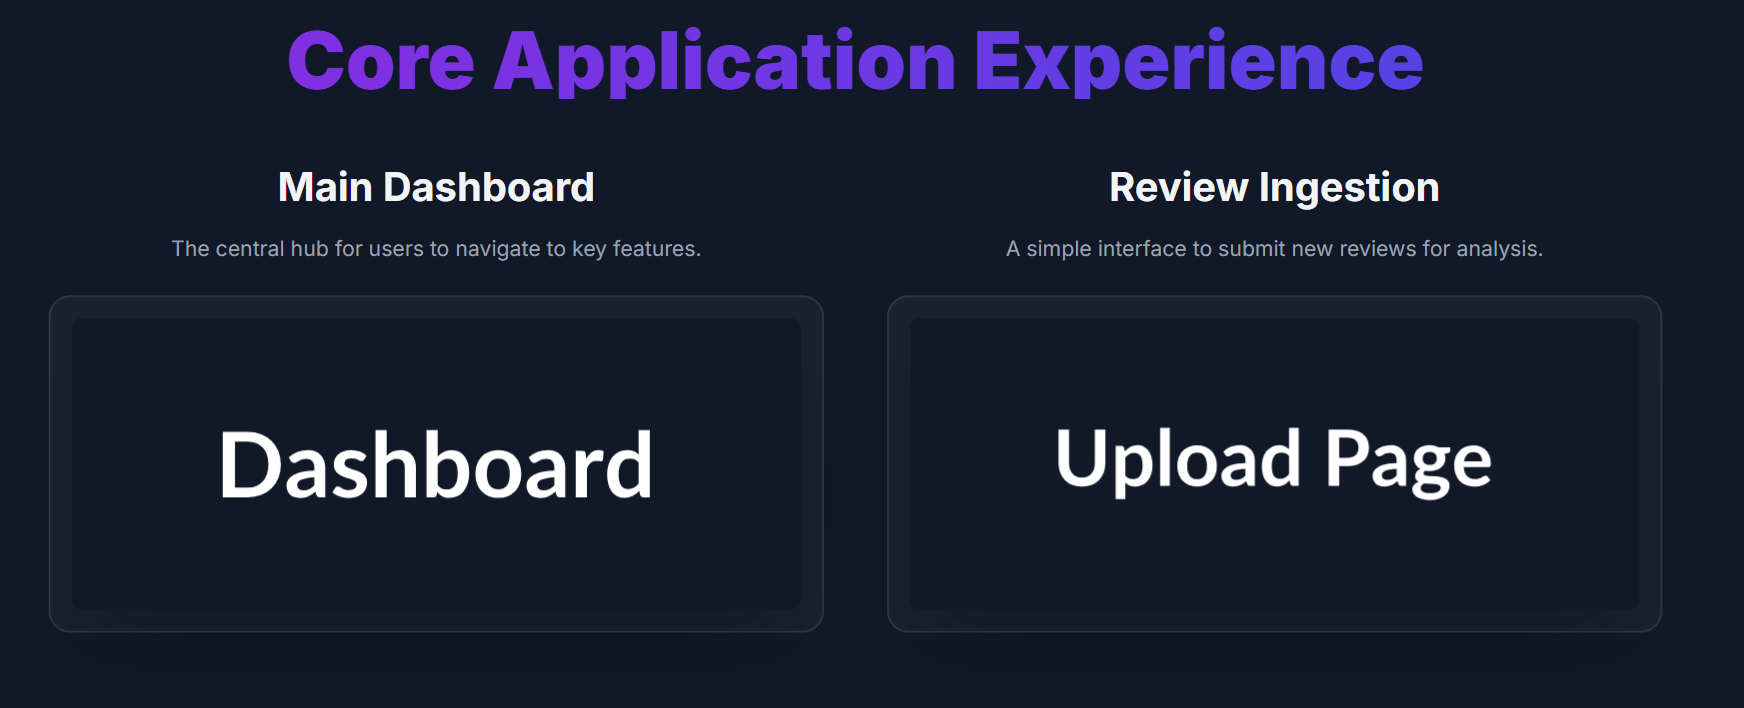 Core Application Experience
Main Dashboard
The central hub for users to navigate to key features.
Dashboard
Review Ingestion
A simple interface to submit new reviews for analysis.
Upload Page